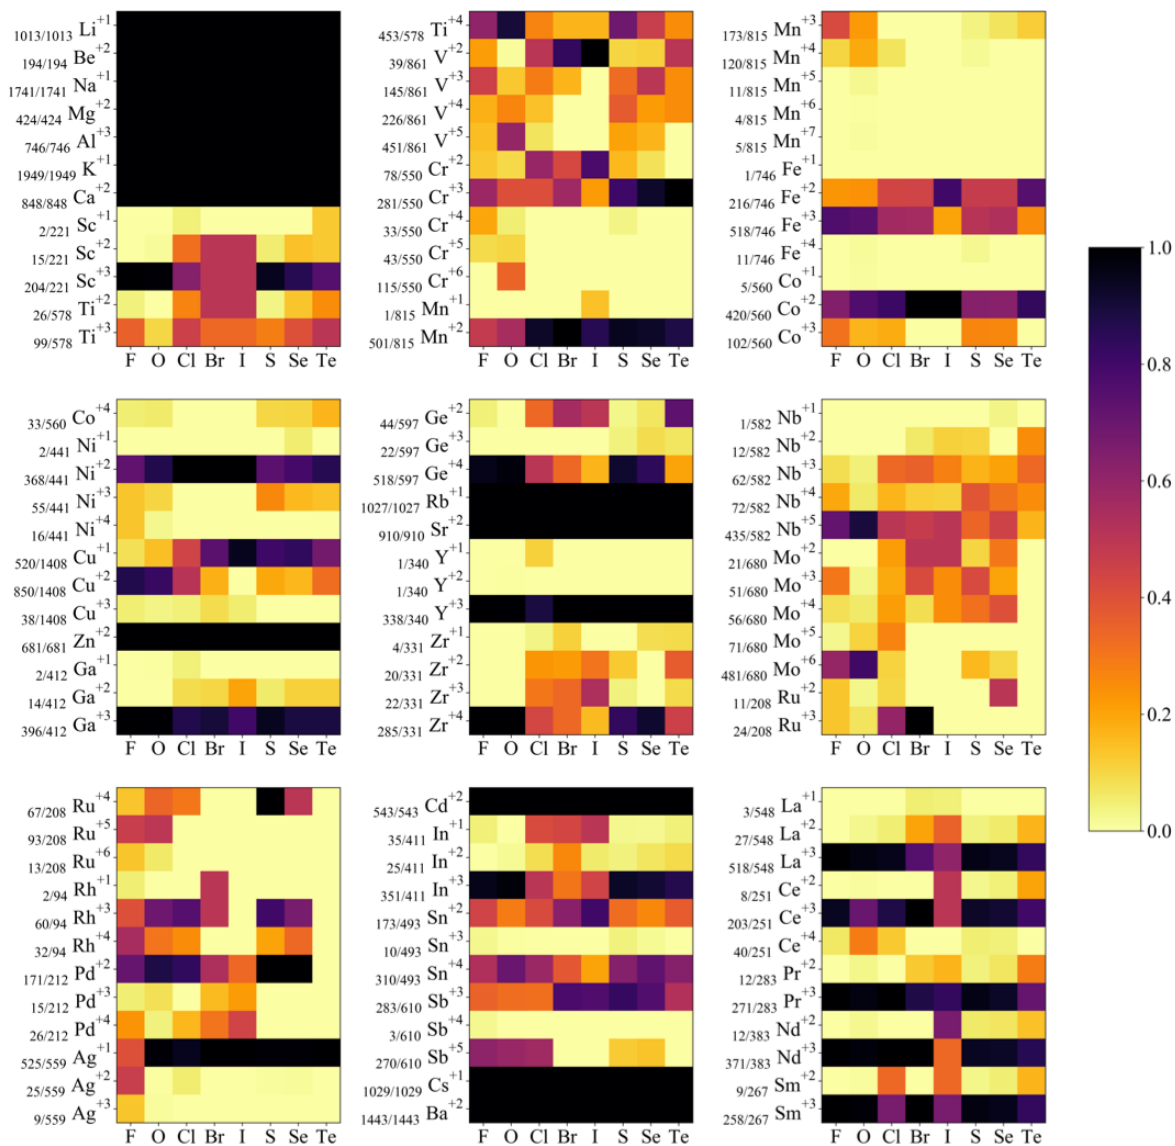 Li+1
1013/1013
Be+2
194/194
Na+1
1741/1741
Mg+2
424/424
Al+3
746/746
K+1
1949/1949
Ca+2
848/848
Sc+1
2/221
Sc+2
15/221
Sc+3
204/221
Ti+2
26/578
Ti+3
99/578
F O Cl Br I S Se Te
Ti+4
453/578
V+2
39/861
V+3
145/861
V+4
226/861
V+5
451/861
Cr+2
78/550
Cr+3
281/550
Cr+4
33/550
Cr+5
43/550
Cr+6
115/550
Mn+1
1/815
Mn+2
501/815
F O Cl Br I S Se Te
Mn+3
173/815
Mn+4
120/815
Mn+5
11/815
Mn+6
4/815
Mn+7
5/815
Fe+1
1/746
Fe+2
216/746
Fe+3
518/746
Fe+4
11/746
Co+1
5/560
Co+2
420/560
Co+3
102/560
F O Cl Br I S Se Te
Co+4
33/560
Ni+1
2/441
Ni+2
368/441
Ni+3
55/441
Ni+4
16/441
Cu+1
520/1408
Cu+2
850/1408
Cu+3
38/1408
Zn+2
681/681
Ga+1
2/412
Ga+2
14/412
Ga+3
396/412
F O Cl Br I S Se Te
Ge+2
44/597
Ge+3
22/597
Ge+4
518/597
Rb+1
1027/1027
Sr+2
910/910
Y+1
1/340
Y+2
1/340
Y+3
338/340
Zr+1
4/331
Zr+2
20/331
Zr+3
22/331
Zr+4
285/331
F O Cl Br I S Se Te
Nb+1
1/582
Nb+2
12/582
Nb+3
62/582
Nb+4
72/582
Nb+5
435/582
Mo+2
21/680
Mo+3
51/680
Mo+4
56/680
Mo+5
71/680
Mo+6
481/680
Ru+2
11/208
Ru+3
24/208
F O Cl Br I S Se Te
Ru+4
67/208
Ru+5
93/208
Ru+6
13/208
Rh+1
2/94
Rh+3
60/94
Rh+4
32/94
Pd+2
171/212
Pd+3
15/212
Pd+4
26/212
Ag+1
525/559
Ag+2
25/559
Ag+3
9/559
F O Cl Br I S Se Te
Cd+2
543/543
In+1
35/411
In+2
25/411
In+3
351/411
Sn+2
173/493
Sn+3
10/493
Sn+4
310/493
Sb+3
283/610
Sb+4
3/610
Sb+5
270/610
Cs+1
1029/1029
Ba+2
1443/1443
F O Cl Br I S Se Te
La+1
3/548
La+2
27/548
La+3
518/548
Ce+2
8/251
Ce+3
203/251
Ce+4
40/251
Pr+2
12/283
Pr+3
271/283
Nd+2
12/383
Nd+3
371/383
Sm+2
9/267
Sm+3
258/267
F O Cl Br I S Se Te
1.0
0.8
0.6
0.4
0.2
0.0